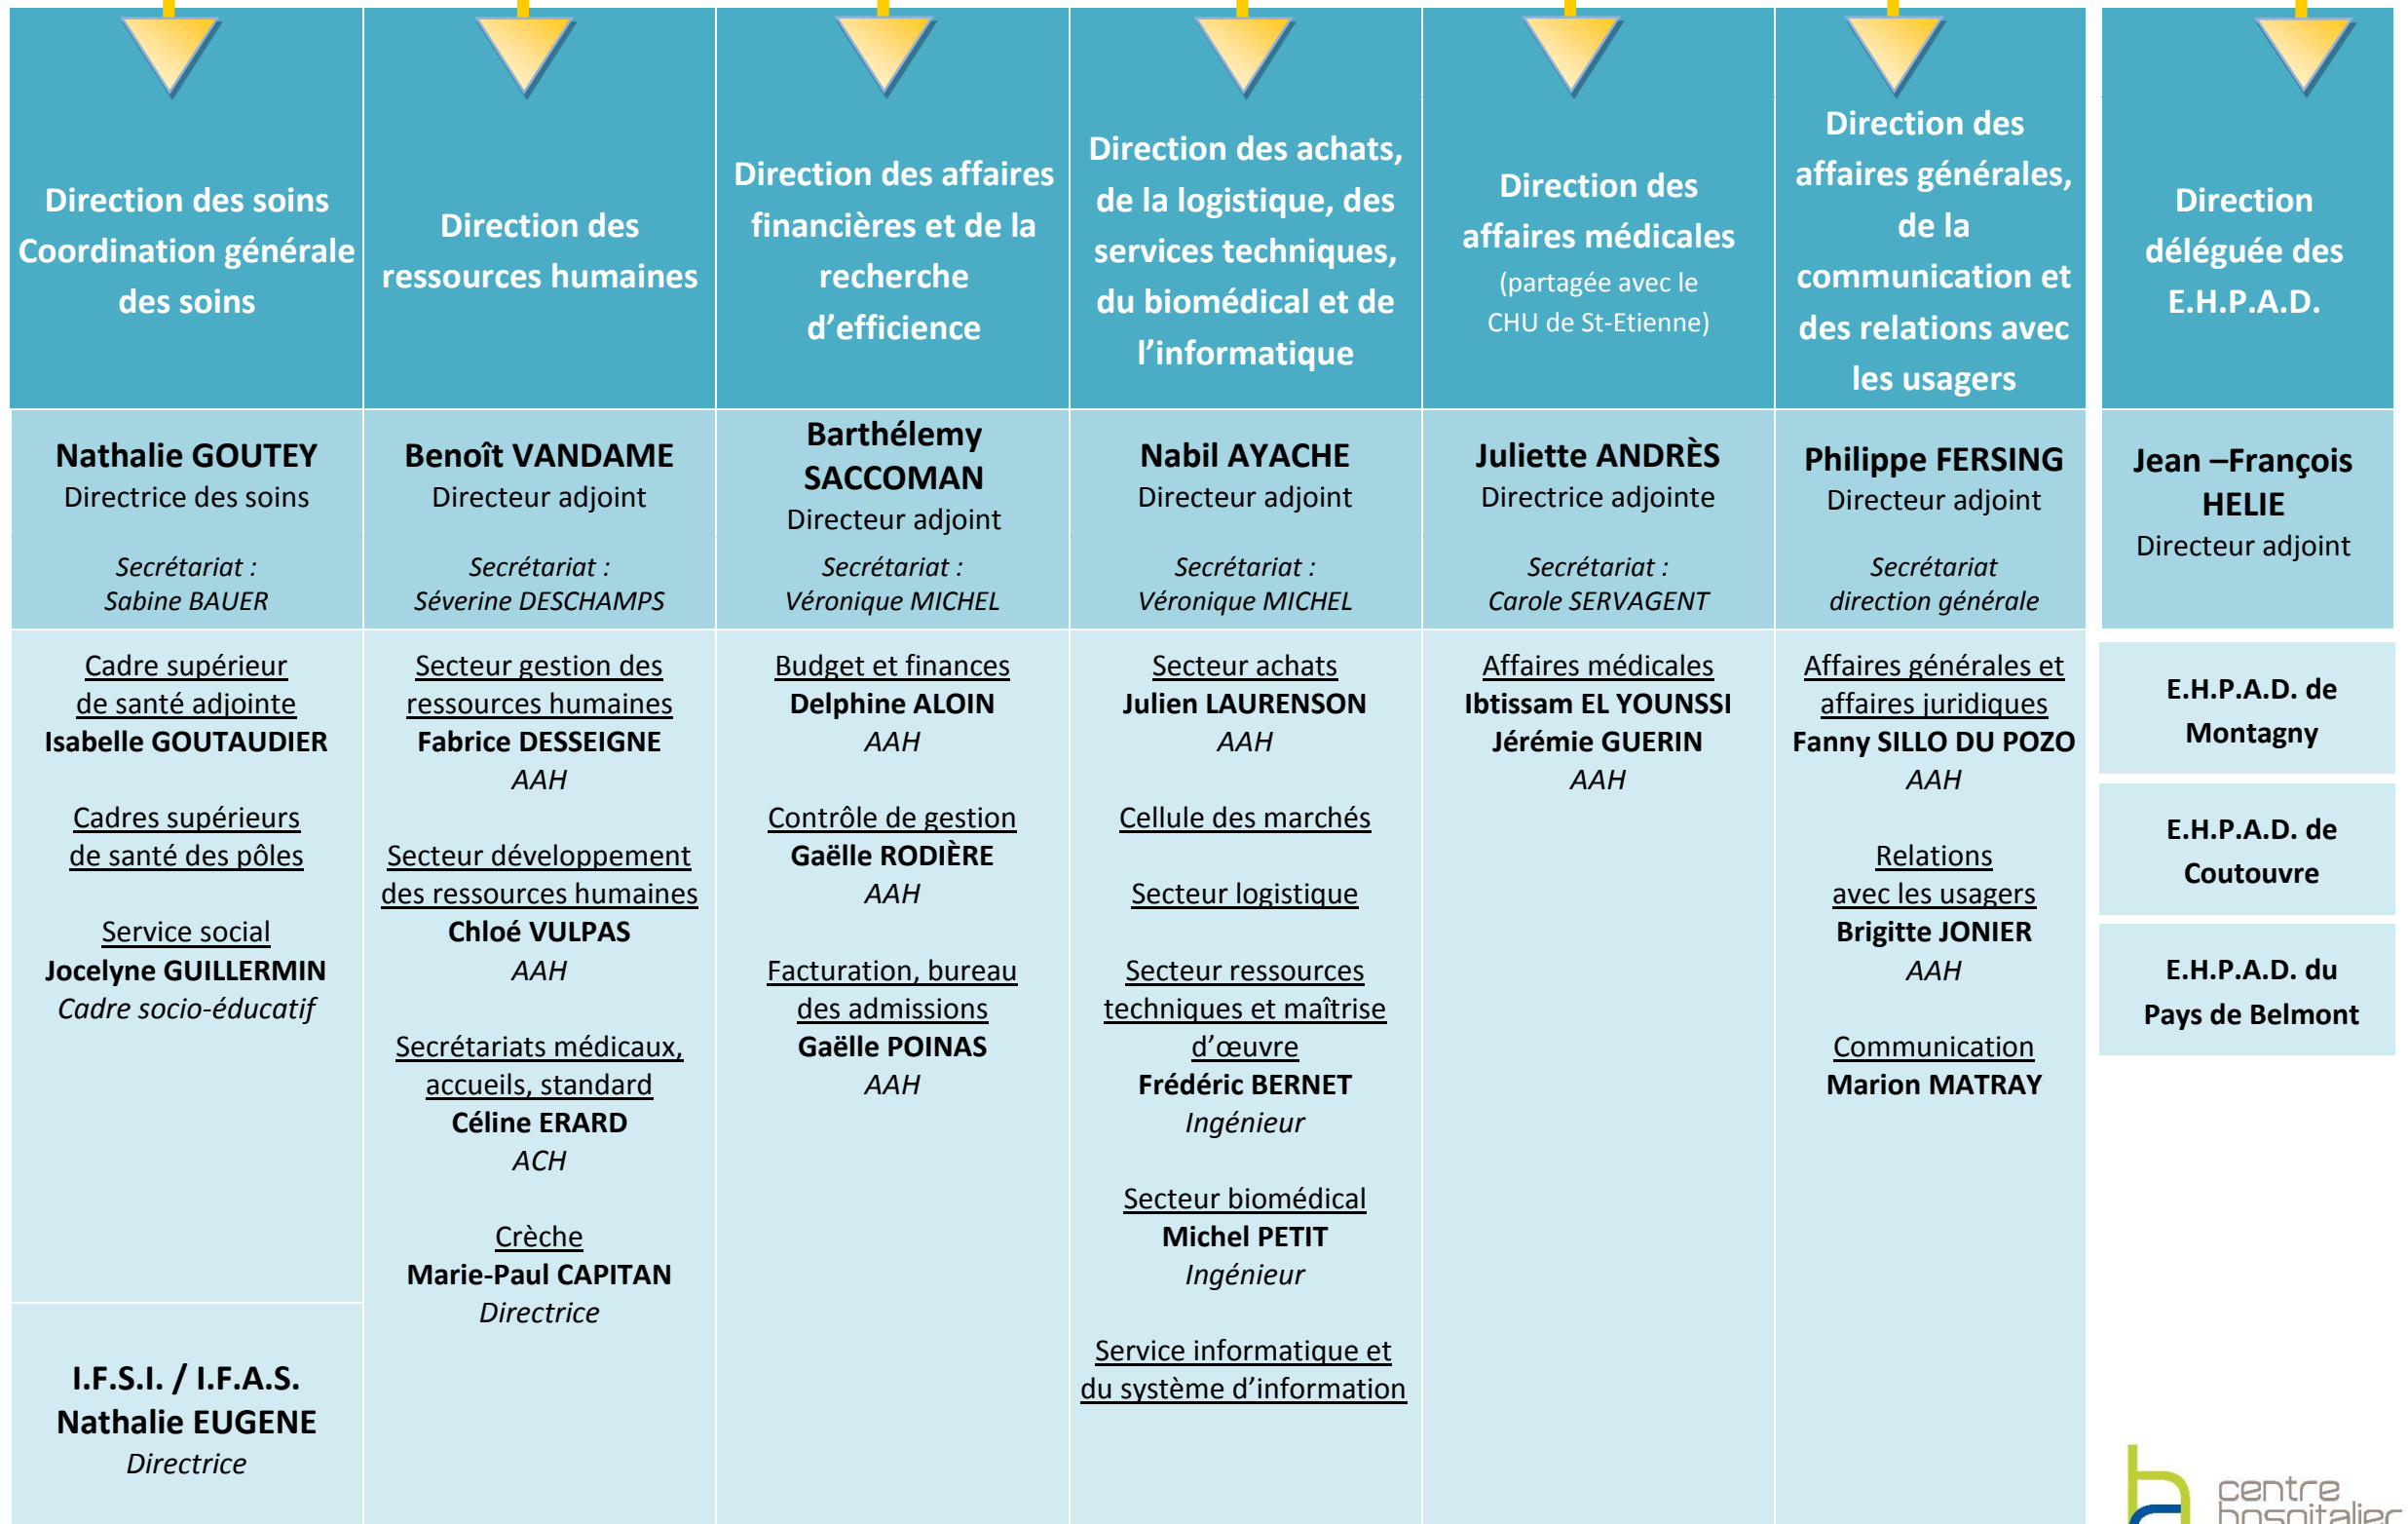 Direction des soins
Coordination générale
des soins
Nathalie GOUTEY
Directrice des soins
Secrétariat :
Sabine BAUER
Cadre supérieur
de santé adjointe
Isabelle GOUTAUDIER
Cadres supérieurs
de santé des pôles
Service social
Jocelyne GUILLERMIN
Cadre socio-éducatif
I.F.S.I. / I.F.A.S.
Nathalie EUGENE
Directrice
Direction des
ressources humaines
Benoît VANDAME
Directeur adjoint
Secrétariat :
Séverine DESCHAMPS
Secteur gestion des
ressources humaines
Fabrice DESSEIGNE
AAH
Secteur développement
des ressources humaines
Chloé VULPAS
AAH
Secrétariats médicaux,
accueils, standard
Céline ERARD
ACH
Crèche
Marie-Paul CAPITAN
Directrice
Direction des affaires
financières et de la
recherche
d’efficience
Barthélemy
SACCOMAN
Directeur adjoint
Secrétariat :
Véronique MICHEL
Budget et finances
Delphine ALOIN
AAH
Contrôle de gestion
Gaëlle RODIÈRE
AAH
Facturation, bureau
des admissions
Gaëlle POINAS
AAH
Direction des achats,
de la logistique, des
services techniques,
du biomédical et de
l’informatique
Nabil AYACHE
Directeur adjoint
Secrétariat :
Véronique MICHEL
Secteur achats
Julien LAURENSON
AAH
Cellule des marchés
Secteur logistique
Secteur ressources
techniques et maîtrise
d’œuvre
Frédéric BERNET
Ingénieur
Secteur biomédical
Michel PETIT
Ingénieur
Service informatique et
du système d’information
Direction des
affaires médicales
(partagée avec le
CHU de St-Etienne)
Juliette ANDRÈS
Directrice adjointe
Secrétariat :
Carole SERVAGENT
Affaires médicales
Ibtissam EL YOUNSSI
Jérémie GUERIN
AAH
Direction des
affaires générales,
de la
communication et
des relations avec
les usagers
Philippe FERSING
Directeur adjoint
Secrétariat
direction générale
Affaires générales et
affaires juridiques
Fanny SILLO DU POZO
AAH
Relations
avec les usagers
Brigitte JONIER
AAH
Communication
Marion MATRAY
Direction
déléguée des
E.H.P.A.D.
Jean –François
HELIE
Directeur adjoint
E.H.P.A.D. de
Montagny
E.H.P.A.D. de
Coutouvre
E.H.P.A.D. du
Pays de Belmont
centre
hospitalier